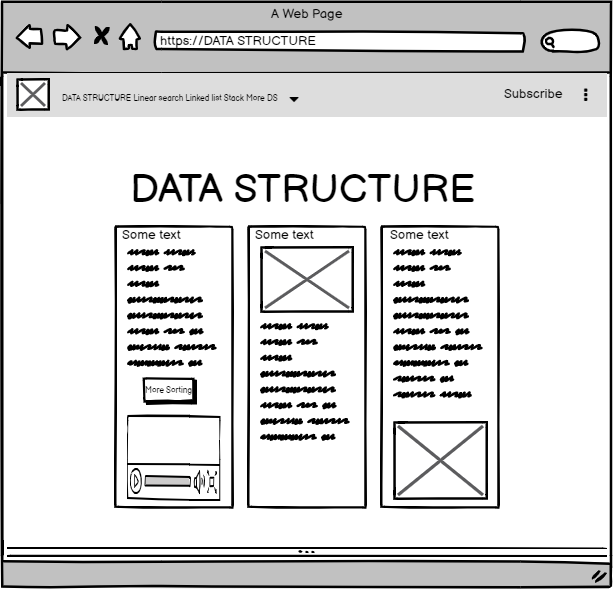 A Web Page
https://DATA STRUCTURE
DATA STRUCTURE Linear search Linked list Stack More DS
Subscribe
DATA STRUCTURE
Some text
More Sorting
Some text
Some text